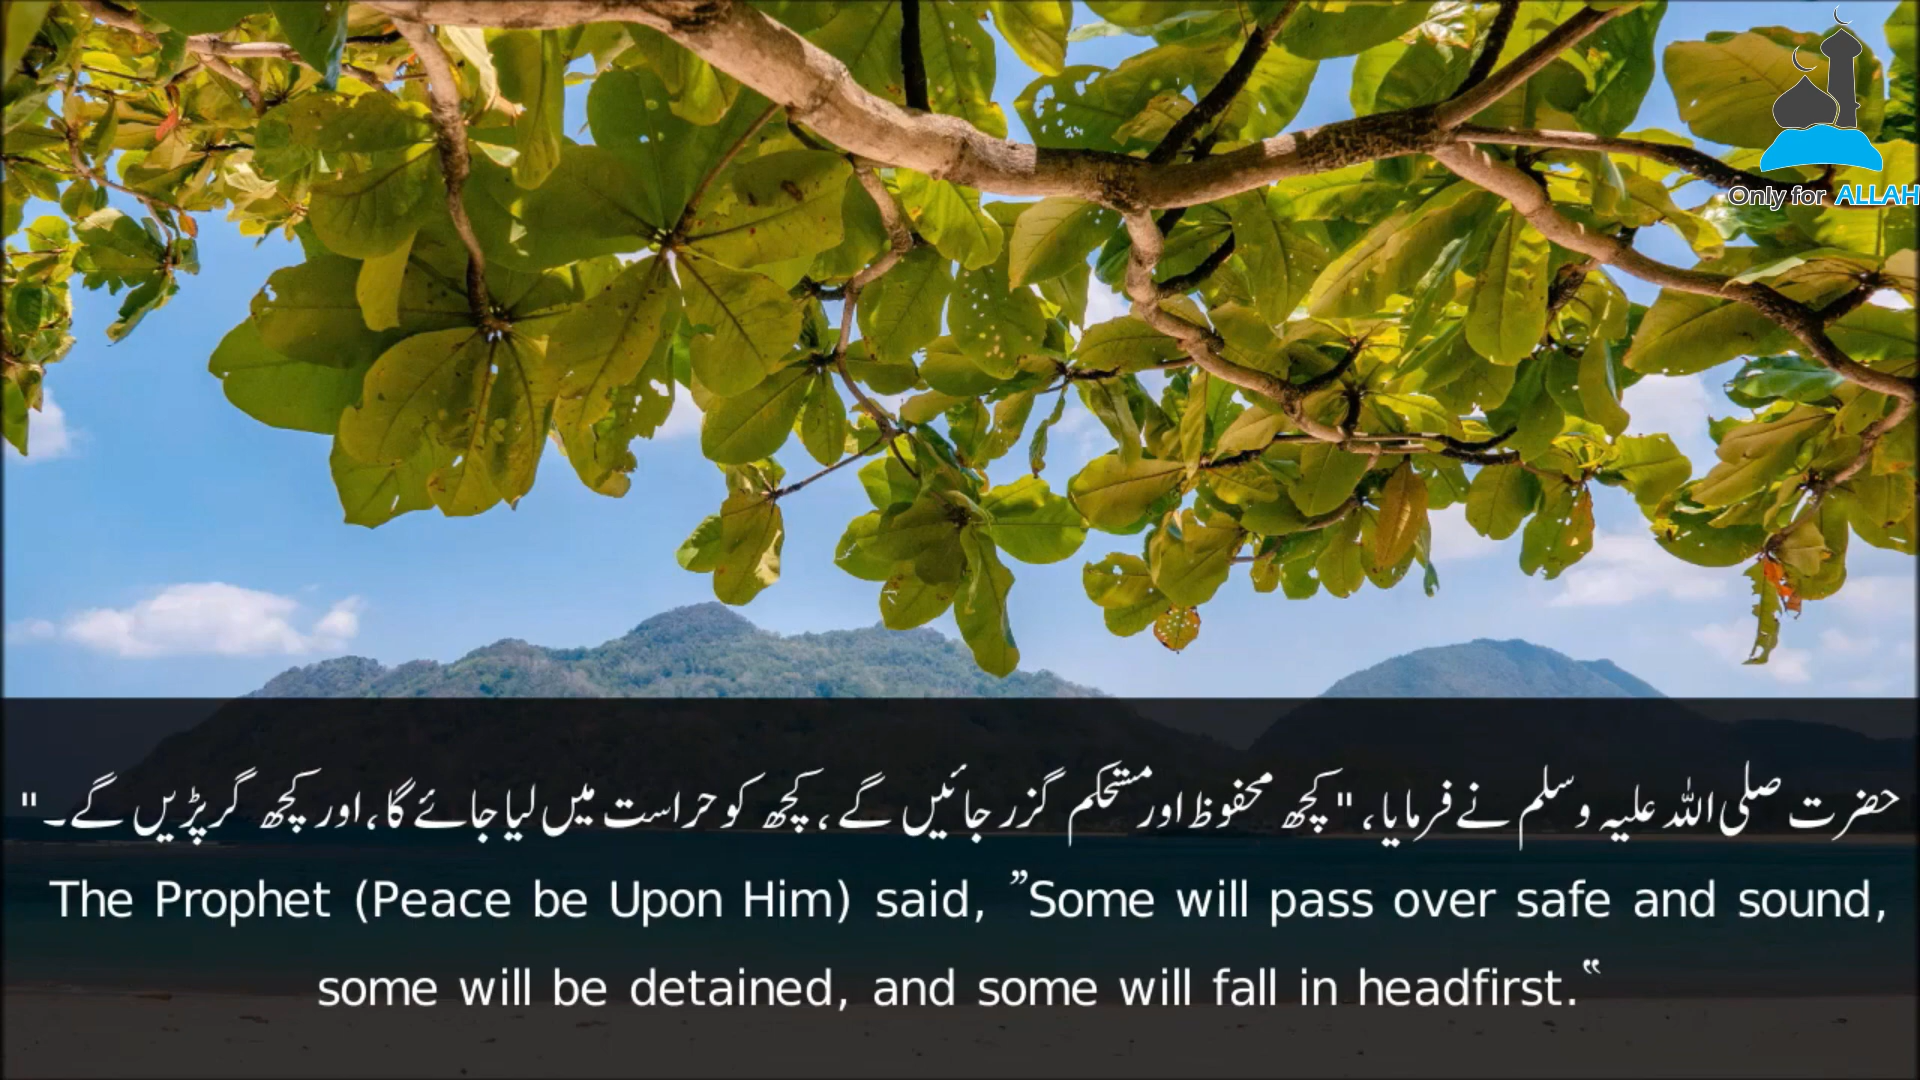 Only for ALLAH
حضرت صلی اللہ علیہ وسلم نے فرمایا، "کچھ محفوظ اور مستحکم گزر جائیں گے، کچھ کو حراست میں لیا جائے گا، اور کچھ گر پڑیں گے۔"
The Prophet (Peace be Upon Him) said, ”Some will pass over safe and sound,
some will be detained, and some will fall in headfirst.“